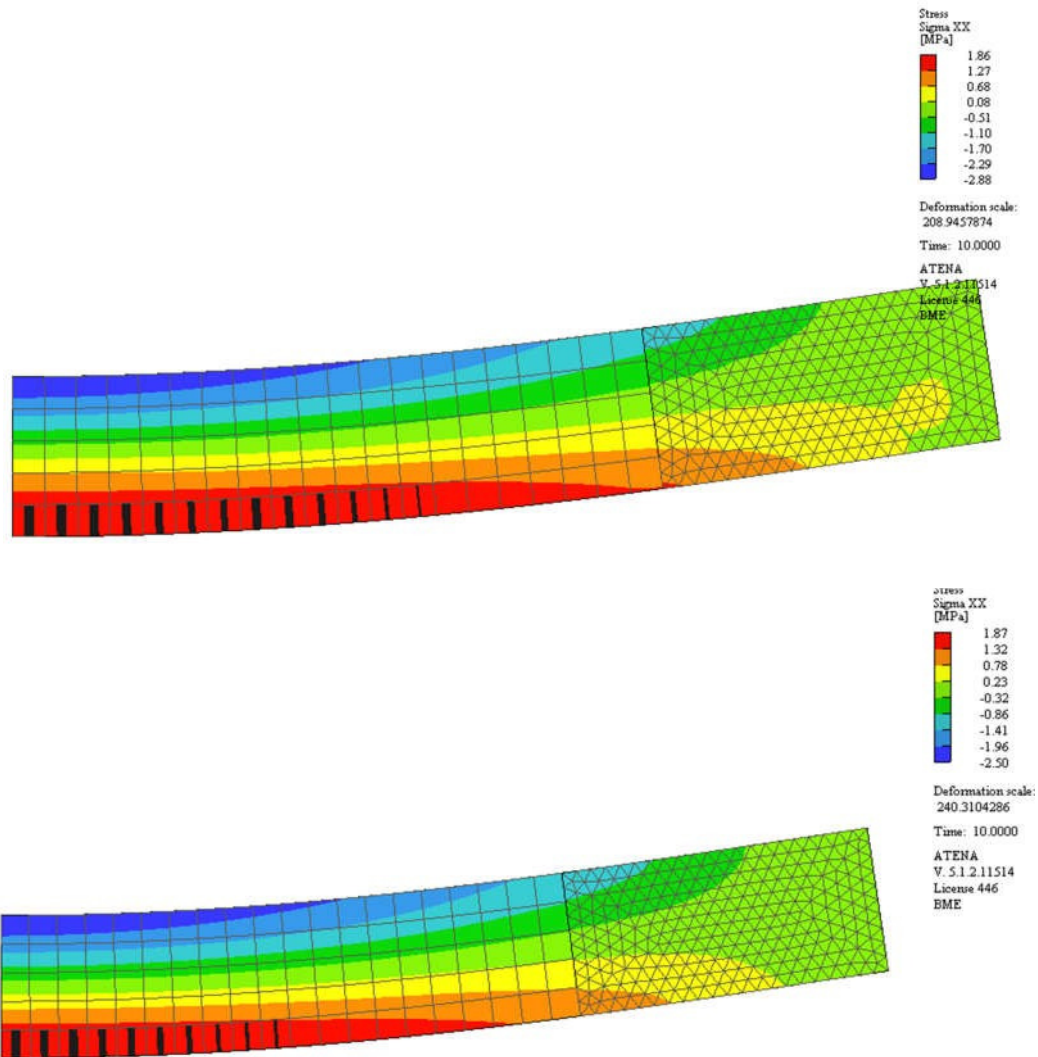 Stress
Sigma XX
[MPa]
1.86
1.27
0.68
0.08
-0.51
-1.10
-1.70
-2.29
-2.88
Deformation scale:
208.9457874
Time: 10.0000
ATENA
V. 5.1.2.11514
License 446
BME
Stress
Sigma XX
[MPa]
1.87
1.32
0.78
0.23
-0.32
-0.86
-1.41
-1.96
-2.50
Deformation scale:
240.3104286
Time: 10.0000
ATENA
V. 5.1.2.11514
License 446
BME